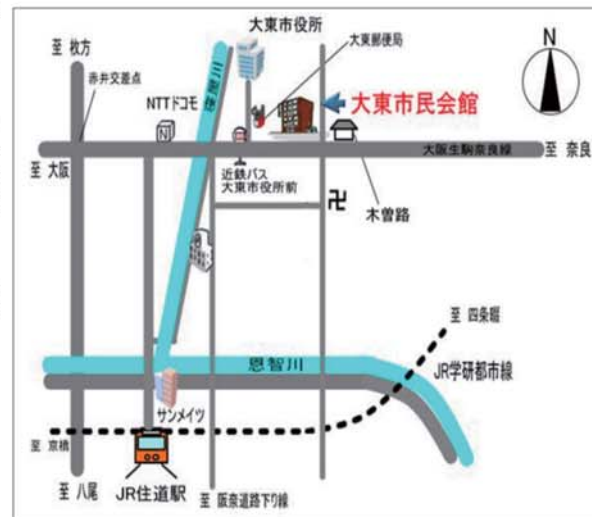 至 枚方
赤井交差点
NTTドコモ
N
大東市役所
大東郵便局
大東市民会館
N
至 大阪
近鉄バス
大東市役所前
大阪生駒奈良線
至 奈良
卍
木曽路
恩智川
至 四条畷
JR学研都市線
サンメイツ
至 京橋
至 八尾
JR住道駅
至 阪奈道路下り線